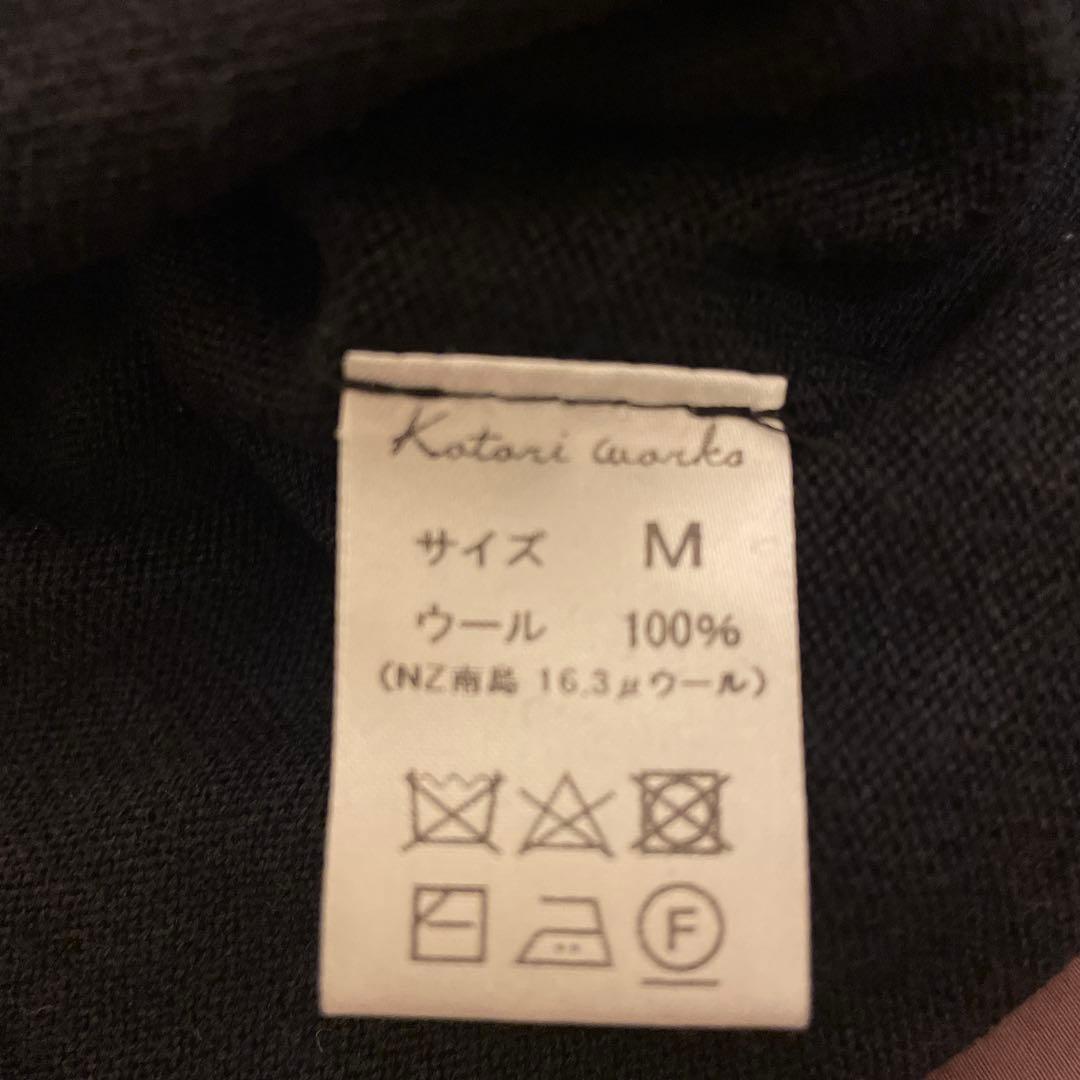 Kotori works
サイズ M
ウール 100%
(NZ南島 16.3μウール)
F